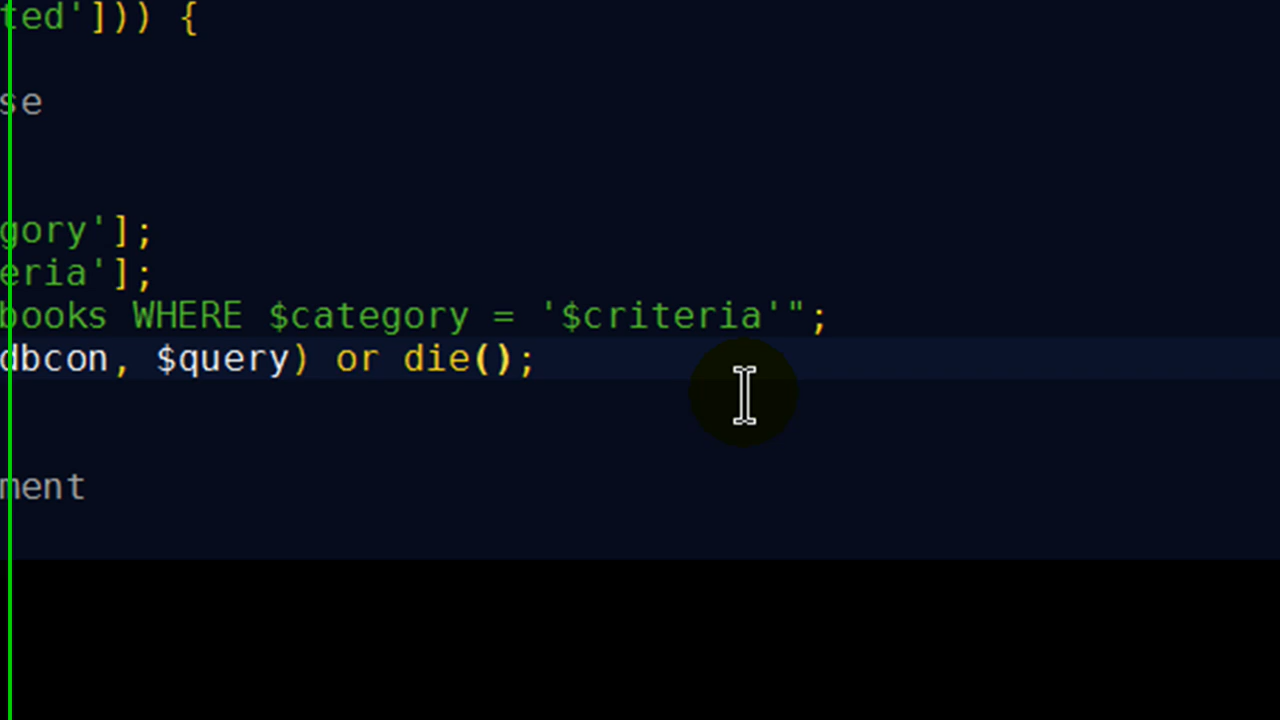 ted'])) {
se
gory'];
eria'];
books WHERE $category = '$criteria'";
dbcon, $query) or die();
ment